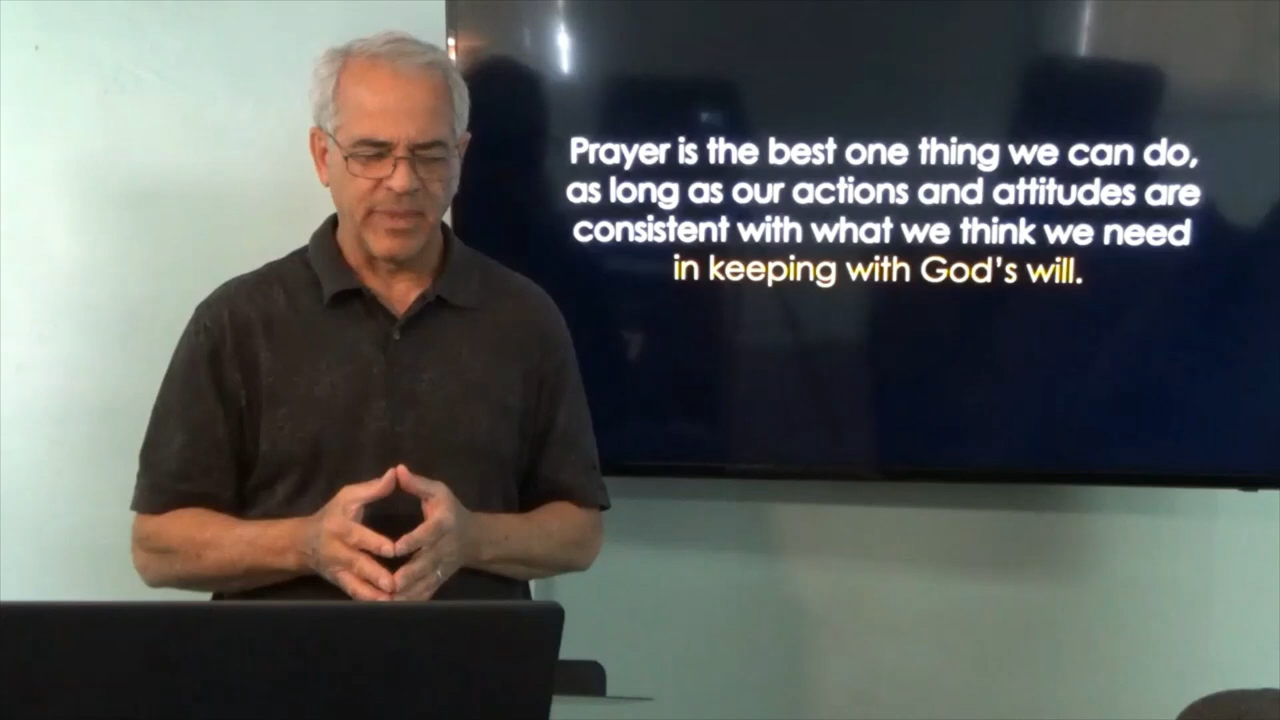 Prayer is the best one thing we can do,
as long as our actions and attitudes are
consistent with what we think we need
in keeping with God's will.